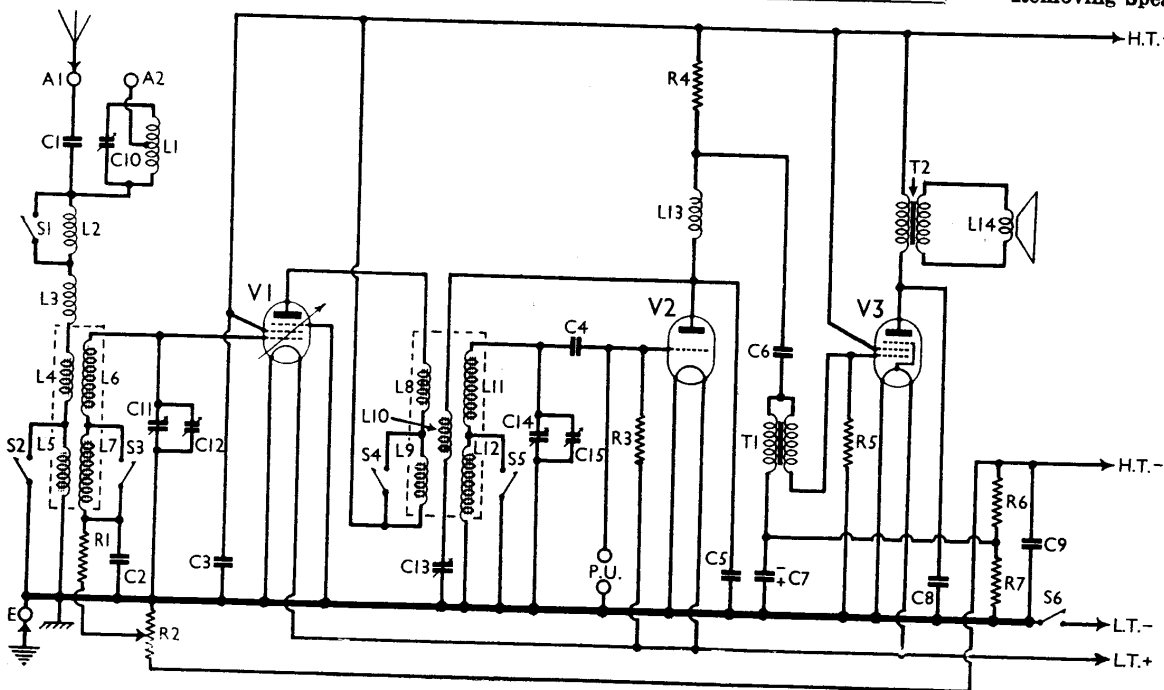 Removing
H.T.
A1
A2
R4
C1
C10
L1
T2
S1
L2
L13
L14
L3
V1
V2
V3
C4
C6
L4
L6
L8
L11
C11
L10
C14
T1
R5
L5
L7
S3
C12
L9
L12
R3
S2
S4
S5
C15
H.T.-
R6
R1
C2
C3
C13
P.U.
C5
- + C7
R7
C9
C8
S6
E
R2
L.T.-
L.T.+